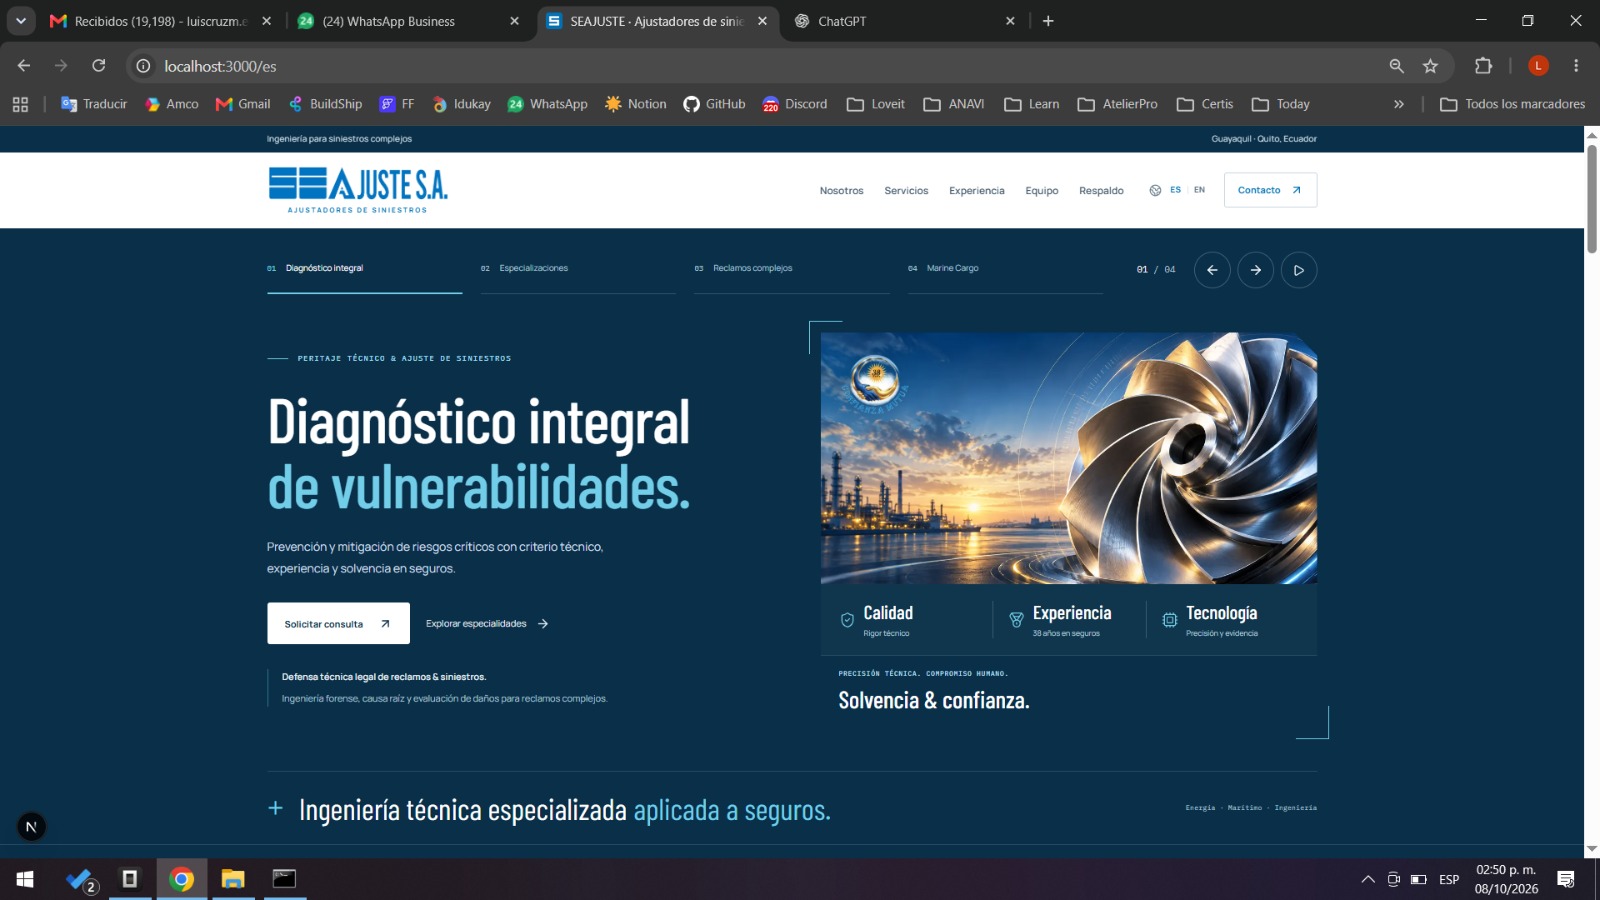 Recibidos (19,198) - luiscruzm.e
(24) WhatsApp Business
SEAJUSTE · Ajustadores de sinie
ChatGPT
localhost:3000/es
L
Traducir
Amco
Gmail
BuildShip
FF
Idukay
24 WhatsApp
Notion
GitHub
220 Discord
Loveit
ANAVI
Learn
AtelierPro
Certis
Today
Todos los marcadores
Ingeniería para siniestros complejos
Guayaquil · Quito, Ecuador
SEAJUSTE S.A.
AJUSTADORES DE SINIESTROS
Nosotros
Servicios
Experiencia
Equipo
Respaldo
ES
EN
Contacto
01 Diagnóstico integral
02 Especializaciones
03 Reclamos complejos
04 Marine Cargo
01 / 04
PERITAJE TÉCNICO & AJUSTE DE SINIESTROS
Diagnóstico integral
de vulnerabilidades.
Prevención y mitigación de riesgos críticos con criterio técnico,
experiencia y solvencia en seguros.
Solicitar consulta
Explorar especialidades
Defensa técnica legal de reclamos & siniestros.
Ingeniería forense, causa raíz y evaluación de daños para reclamos complejos.
38
CONFIANZA MUTUA
Calidad
Rigor técnico
Experiencia
38 años en seguros
Tecnología
Precisión y evidencia
PRECISIÓN TÉCNICA. COMPROMISO HUMANO.
Solvencia & confianza.
+ Ingeniería técnica especializada aplicada a seguros.
Energía · Marítimo · Ingeniería
N
2
ESP
02:50 p. m.
08/10/2026